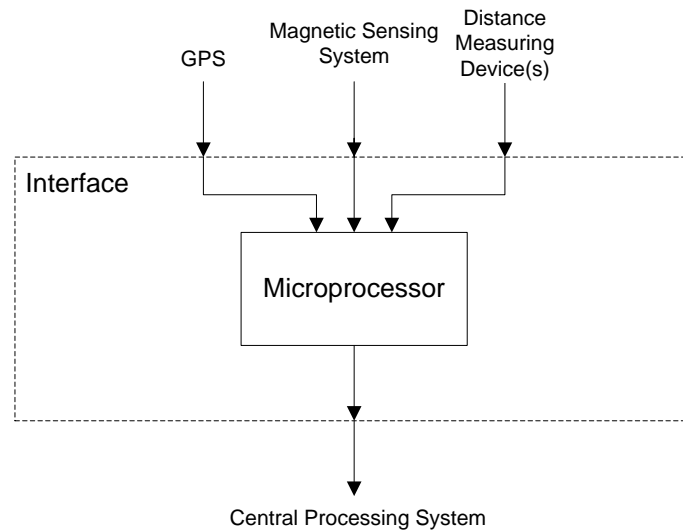 GPS
Magnetic Sensing
System
Distance
Measuring
Device(s)
Interface
Microprocessor
Central Processing System